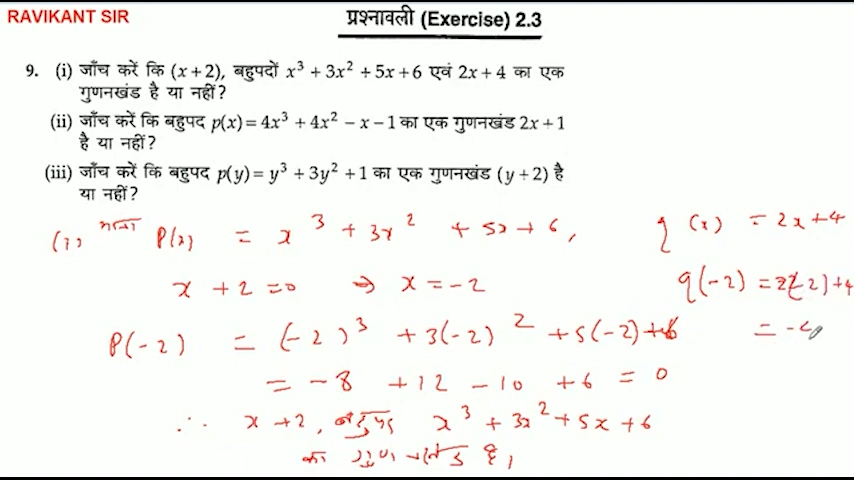 RAVIKANT SIR
प्रश्नावली (Exercise) 2.3
9. (i) जाँच करें कि (x + 2), बहुपदों x³ + 3x² + 5x + 6 एवं 2x + 4 का एक
गुणनखंड है या नहीं?
(ii) जाँच करें कि बहुपद p(x) = 4x³ + 4x² − x − 1 का एक गुणनखंड 2x + 1
है या नहीं?
(iii) जाँच करें कि बहुपद p(y) = y³ + 3y² + 1 का एक गुणनखंड (y + 2) है
या नहीं?
(i) माना P(x) = x³ + 3x² + 5x + 6, q(x) = 2x + 4
x + 2 = 0 ⇒ x = −2 q(−2) = 2(−2) + 4
P(−2) = (−2)³ + 3(−2)² + 5(−2) + 6 = −4
= −8 + 12 − 10 + 6 = 0
∴ x + 2, बहुपद x³ + 3x² + 5x + 6
का गुणनखंड है।